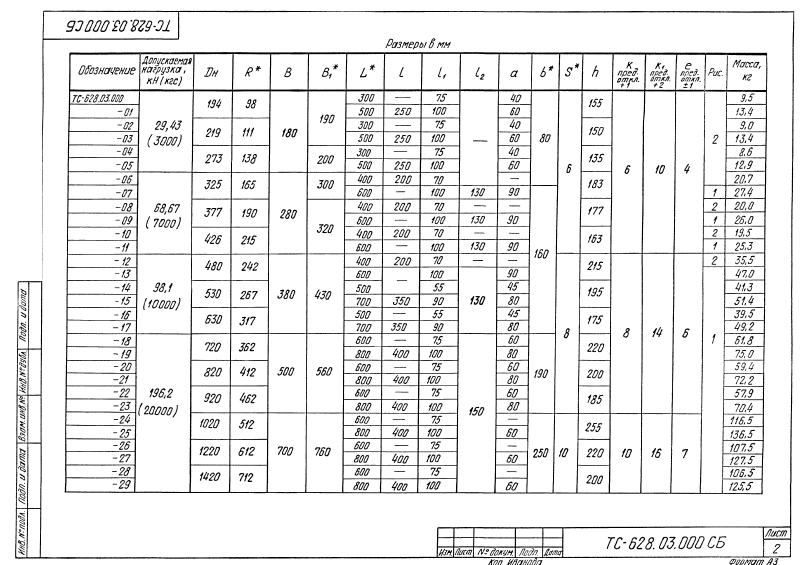 ТС-628.03.000 СБ
Размеры в мм
Обозначение Допускаемая нагрузка, кН (кгс) Dн R* B B₁* L* l l₁ l₂ a b* S* h K пред. откл. ±1 K₁ пред. откл. ±2 e пред. откл. ±1 Рис. Масса, кг
ТС-628.03.000 29,43 (3000) 194 98 180 190 300 — 75 — 40 80 6 155 6 10 4 2 9,5
-01 500 250 100 60 13,4
-02 219 111 300 — 75 40 150 9,0
-03 500 250 100 60 13,4
-04 273 138 200 300 — 75 40 135 8,6
-05 500 250 100 60 12,9
-06 68,67 (7000) 325 165 280 300 400 200 70 — 183 20,7
-07 600 — 100 130 90 160 1 27,4
-08 377 190 320 400 200 70 — — 177 2 20,0
-09 600 — 100 130 90 1 26,0
-10 426 215 400 200 70 — — 163 2 19,5
-11 600 — 100 130 90 1 25,3
-12 98,1 (10000) 480 242 380 430 400 200 70 — — 8 215 8 14 6 2 35,5
-13 600 — 100 130 90 1 47,0
-14 530 267 500 55 45 195 41,3
-15 700 350 90 80 51,4
-16 630 317 500 — 55 45 175 39,5
-17 700 350 90 80 49,2
-18 196,2 (20000) 720 362 500 560 600 — 75 150 60 190 220 61,8
-19 800 400 100 80 75,0
-20 820 412 600 — 75 60 200 59,4
-21 800 400 100 80 72,2
-22 920 462 600 — 75 60 185 57,9
-23 800 400 100 80 70,4
-24 1020 512 700 760 600 — 75 — 250 10 255 10 16 7 116,5
-25 800 400 100 60 136,5
-26 1220 612 600 — 75 — 220 107,5
-27 800 400 100 60 127,5
-28 1420 712 600 — 75 — 200 106,5
-29 800 400 100 60 125,5
Инв. № подл. Подп. и дата Взам. инв. № Инв. № дубл. Подп. и дата
Изм. Лист № докум. Подп. Дата
ТС-628.03.000 СБ
Лист
2
Коп. Иванова
Формат А3